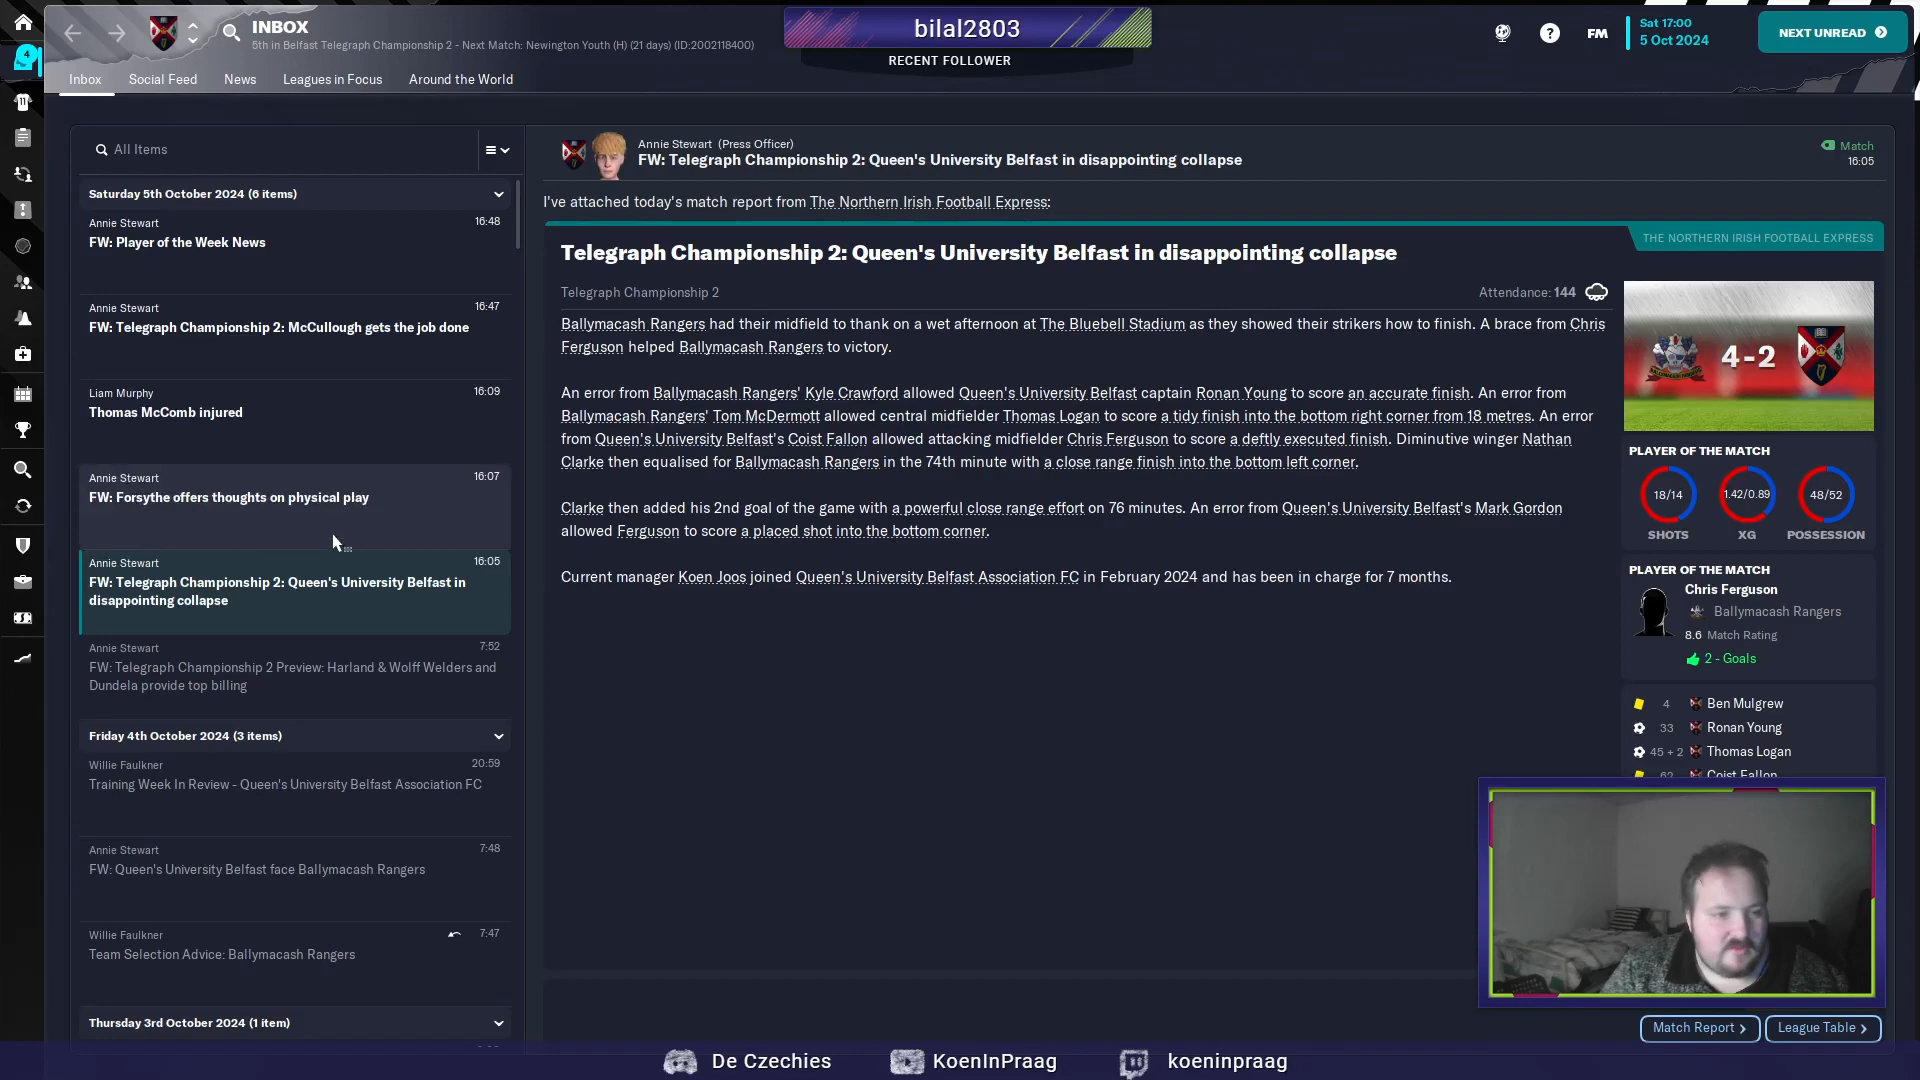 INBOX
5th in Belfast Telegraph Championship 2 - Next Match: Newington Youth (H) (21 days) (ID:2002118400)
bilal2803
RECENT FOLLOWER
FM
Sat 17:00
5 Oct 2024
NEXT UNREAD
4
Inbox
Social Feed
News
Leagues in Focus
Around the World
All Items
Saturday 5th October 2024 (6 items)
Annie Stewart 16:48
FW: Player of the Week News
Annie Stewart 16:47
FW: Telegraph Championship 2: McCullough gets the job done
Liam Murphy 16:09
Thomas McComb injured
Annie Stewart 16:07
FW: Forsythe offers thoughts on physical play
Annie Stewart 16:05
FW: Telegraph Championship 2: Queen's University Belfast in
disappointing collapse
Annie Stewart 7:52
FW: Telegraph Championship 2 Preview: Harland & Wolff Welders and
Dundela provide top billing
Friday 4th October 2024 (3 items)
Willie Faulkner 20:59
Training Week In Review - Queen's University Belfast Association FC
Annie Stewart 7:48
FW: Queen's University Belfast face Ballymacash Rangers
Willie Faulkner 7:47
Team Selection Advice: Ballymacash Rangers
Thursday 3rd October 2024 (1 item)
Annie Stewart (Press Officer)
FW: Telegraph Championship 2: Queen's University Belfast in disappointing collapse
Match
16:05
I've attached today's match report from The Northern Irish Football Express:
THE NORTHERN IRISH FOOTBALL EXPRESS
Telegraph Championship 2: Queen's University Belfast in disappointing collapse
Telegraph Championship 2
Attendance: 144
Ballymacash Rangers had their midfield to thank on a wet afternoon at The Bluebell Stadium as they showed their strikers how to finish. A brace from Chris
Ferguson helped Ballymacash Rangers to victory.
An error from Ballymacash Rangers' Kyle Crawford allowed Queen's University Belfast captain Ronan Young to score an accurate finish. An error from
Ballymacash Rangers' Tom McDermott allowed central midfielder Thomas Logan to score a tidy finish into the bottom right corner from 18 metres. An error
from Queen's University Belfast's Coist Fallon allowed attacking midfielder Chris Ferguson to score a deftly executed finish. Diminutive winger Nathan
Clarke then equalised for Ballymacash Rangers in the 74th minute with a close range finish into the bottom left corner.
Clarke then added his 2nd goal of the game with a powerful close range effort on 76 minutes. An error from Queen's University Belfast's Mark Gordon
allowed Ferguson to score a placed shot into the bottom corner.
Current manager Koen Joos joined Queen's University Belfast Association FC in February 2024 and has been in charge for 7 months.
4-2
PLAYER OF THE MATCH
18/14
1.42/0.89
48/52
SHOTS
XG
POSSESSION
PLAYER OF THE MATCH
Chris Ferguson
Ballymacash Rangers
8.6 Match Rating
2 - Goals
4 Ben Mulgrew
33 Ronan Young
45 + 2 Thomas Logan
62 Coist Fallon
Match Report
League Table
De Czechies
KoenInPraag
koeninpraag